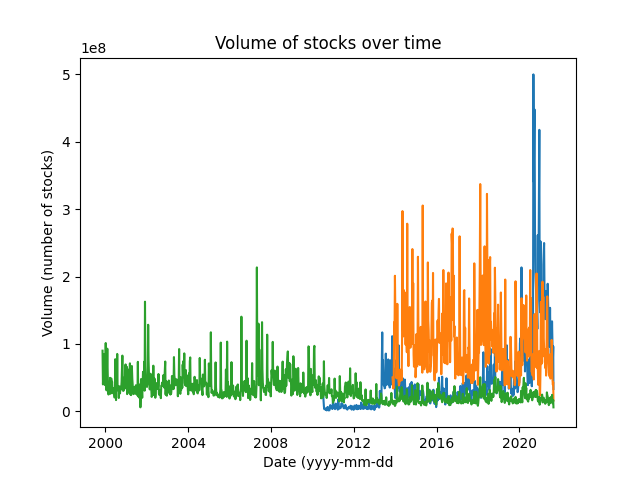 Volume of stocks over time
1e8
5
4
3
2
1
0
Volume (number of stocks)
2000 2004 2008 2012 2016 2020
Date (yyyy-mm-dd